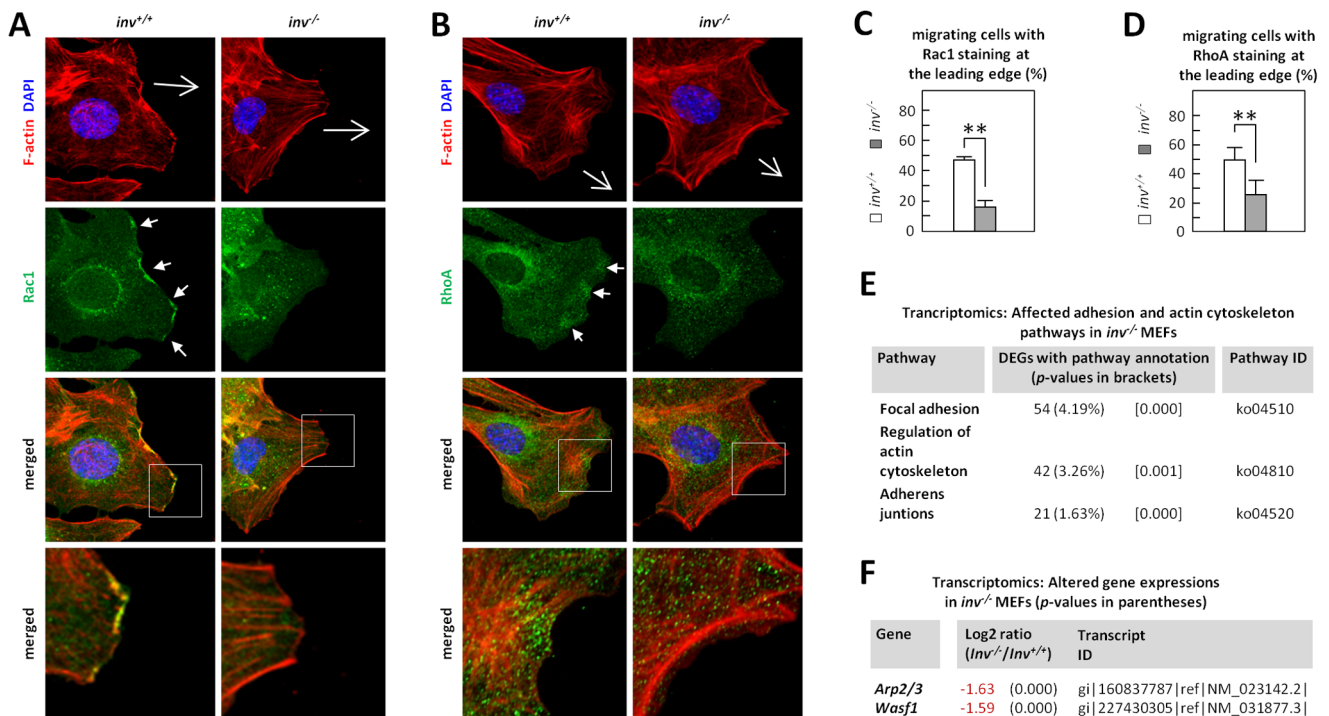 A
inv+/+
inv-/-
F-actin DAPI
Rac1
merged
merged
B
inv+/+
inv-/-
F-actin DAPI
RhoA
merged
merged
C
migrating cells with
Rac1 staining at
the leading edge (%)
inv-/-
inv+/+
80
60
40
20
0
**
D
migrating cells with
RhoA staining at
the leading edge (%)
inv-/-
inv+/+
80
60
40
20
0
**
E
Trancriptomics: Affected adhesion and actin cytoskeleton
pathways in inv-/- MEFs
Pathway DEGs with pathway annotation Pathway ID
(p-values in brackets)
Focal adhesion 54 (4.19%) [0.000] ko04510
Regulation of
actin
cytoskeleton 42 (3.26%) [0.001] ko04810
Adherens
juntions 21 (1.63%) [0.000] ko04520
F
Transcriptomics: Altered gene expressions
in inv-/- MEFs (p-values in parentheses)
Gene Log2 ratio Transcript
(Inv-/-/Inv+/+) ID
Arp2/3 -1.63 (0.000) gi|160837787|ref|NM_023142.2|
Wasf1 -1.59 (0.000) gi|227430305|ref|NM_031877.3|